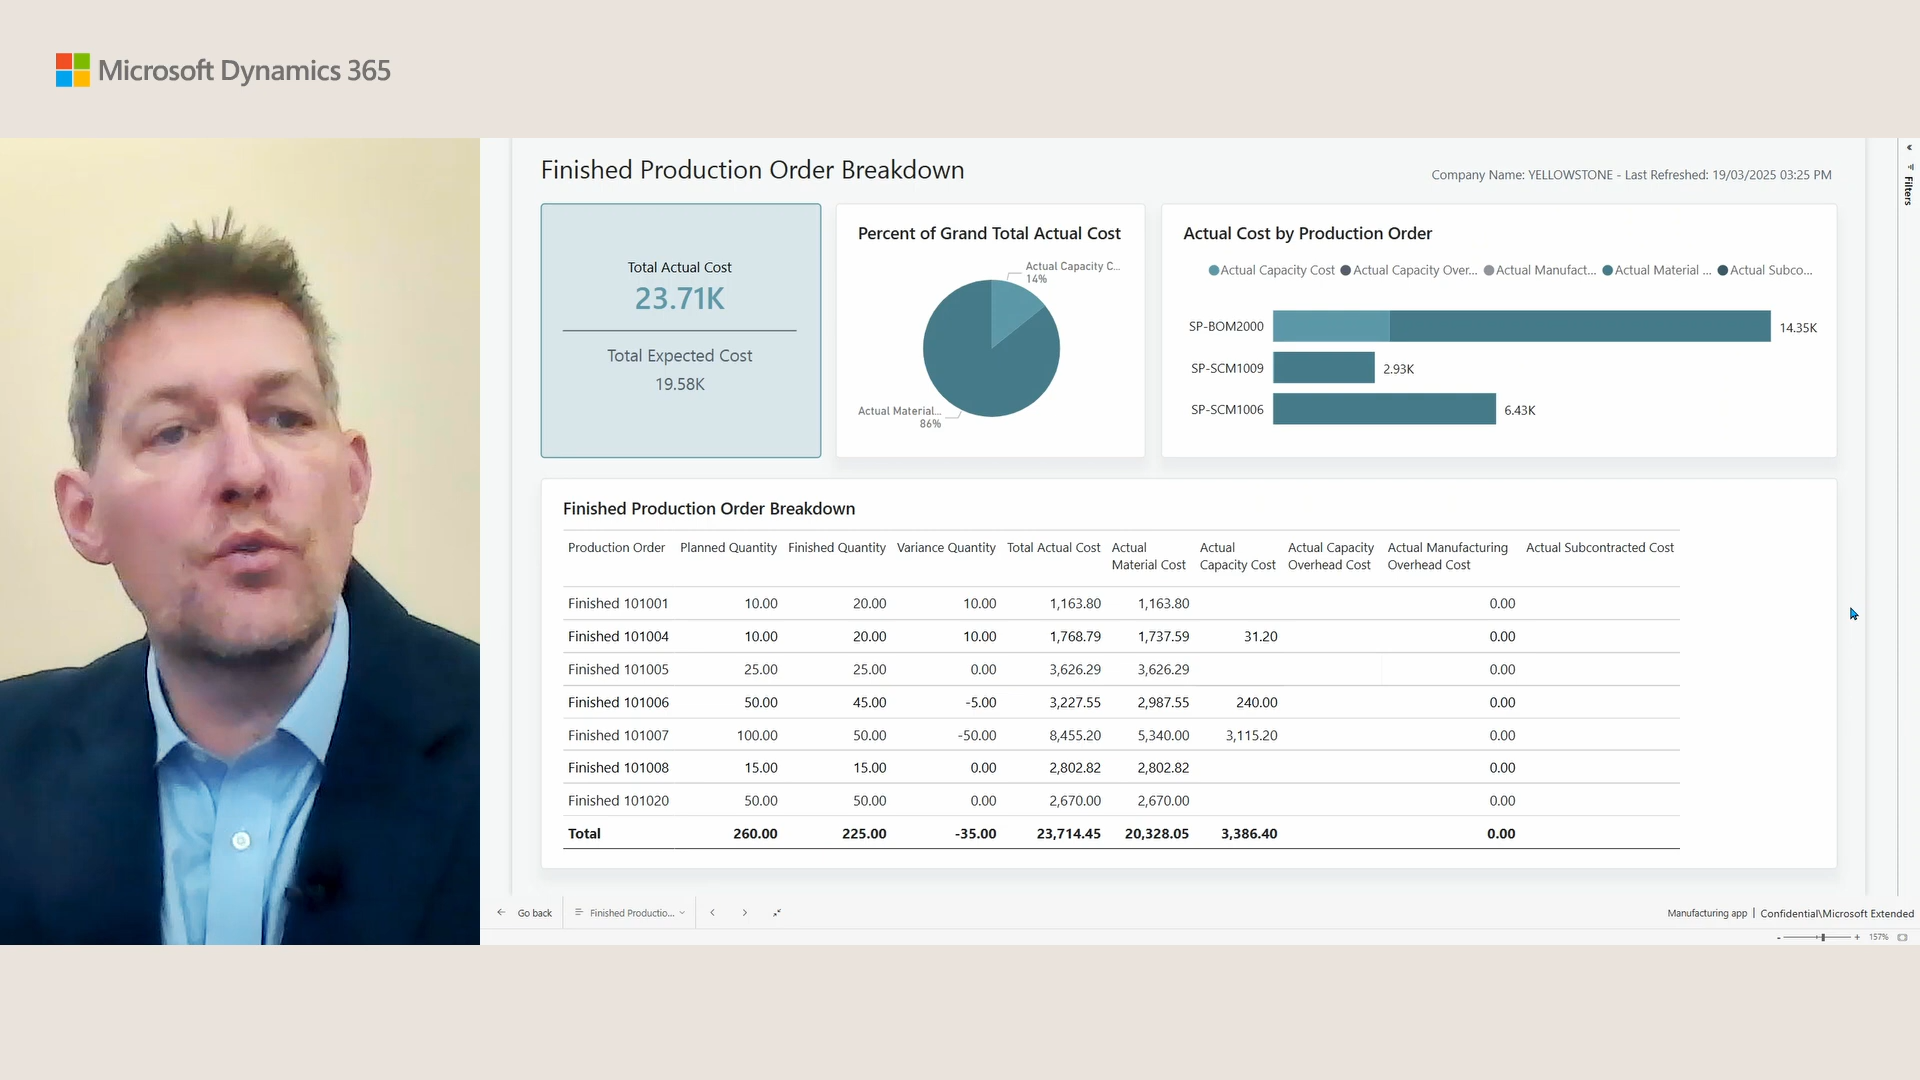 Microsoft Dynamics 365
Finished Production Order Breakdown
Company Name: YELLOWSTONE - Last Refreshed: 19/03/2025 03:25 PM
Filters
Total Actual Cost
23.71K
Total Expected Cost
19.58K
Percent of Grand Total Actual Cost
Actual Capacity C...
14%
Actual Material...
86%
Actual Cost by Production Order
Actual Capacity Cost Actual Capacity Over... Actual Manufact... Actual Material ... Actual Subco...
SP-BOM2000 14.35K
SP-SCM1009 2.93K
SP-SCM1006 6.43K
Finished Production Order Breakdown
Production Order Planned Quantity Finished Quantity Variance Quantity Total Actual Cost Actual Material Cost Actual Capacity Cost Actual Capacity Overhead Cost Actual Manufacturing Overhead Cost Actual Subcontracted Cost
Finished 101001 10.00 20.00 10.00 1,163.80 1,163.80 0.00
Finished 101004 10.00 20.00 10.00 1,768.79 1,737.59 31.20 0.00
Finished 101005 25.00 25.00 0.00 3,626.29 3,626.29 0.00
Finished 101006 50.00 45.00 -5.00 3,227.55 2,987.55 240.00 0.00
Finished 101007 100.00 50.00 -50.00 8,455.20 5,340.00 3,115.20 0.00
Finished 101008 15.00 15.00 0.00 2,802.82 2,802.82 0.00
Finished 101020 50.00 50.00 0.00 2,670.00 2,670.00 0.00
Total 260.00 225.00 -35.00 23,714.45 20,328.05 3,386.40 0.00
Go back Finished Productio... Manufacturing app | Confidential\Microsoft Extended
- + 157%